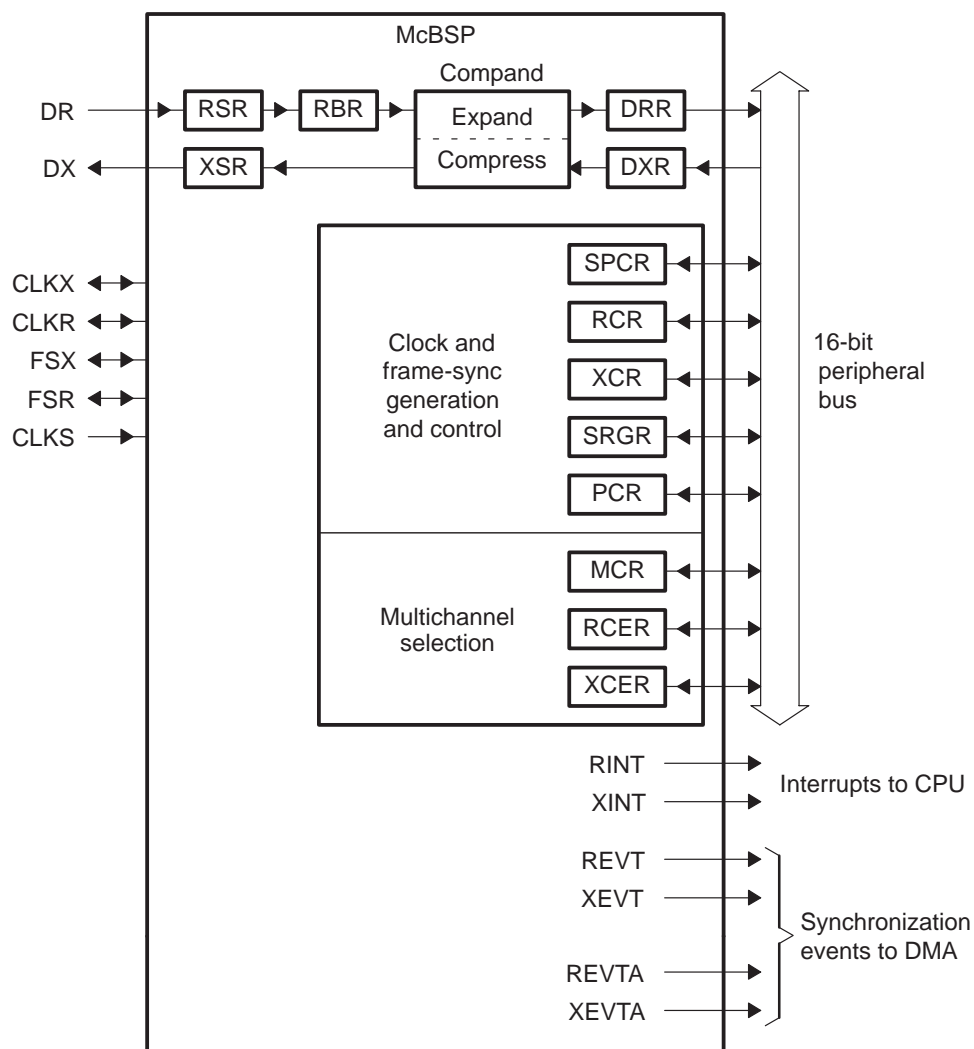 McBSP
Compand
DR
RSR
RBR
Expand
DRR
DX
XSR
Compress
DXR
SPCR
CLKX
RCR
CLKR
Clock and
frame-sync
generation
and control
16-bit
peripheral
bus
FSX
XCR
FSR
CLKS
SRGR
PCR
MCR
Multichannel
selection
RCER
XCER
RINT
Interrupts to CPU
XINT
REVT
XEVT
Synchronization
events to DMA
REVTA
XEVTA